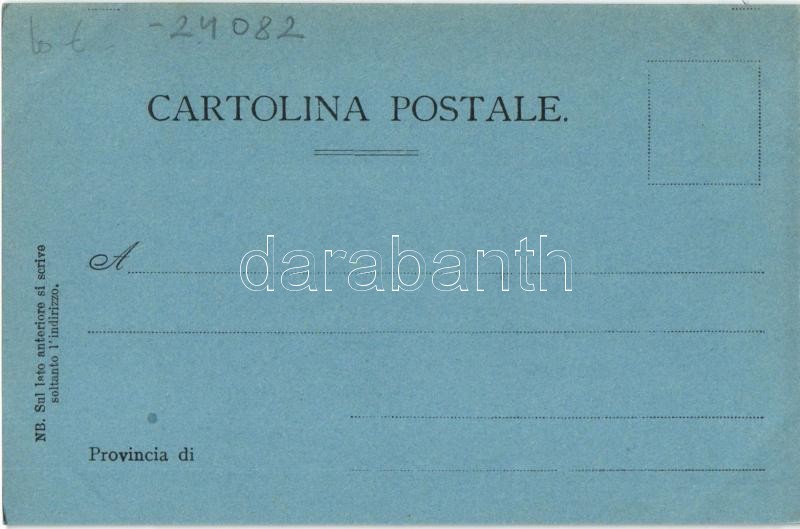 -24082
CARTOLINA POSTALE.
A
darabanth
NB. Sul lato anteriore si scrive
soltanto l'indirizzo.
Provincia di